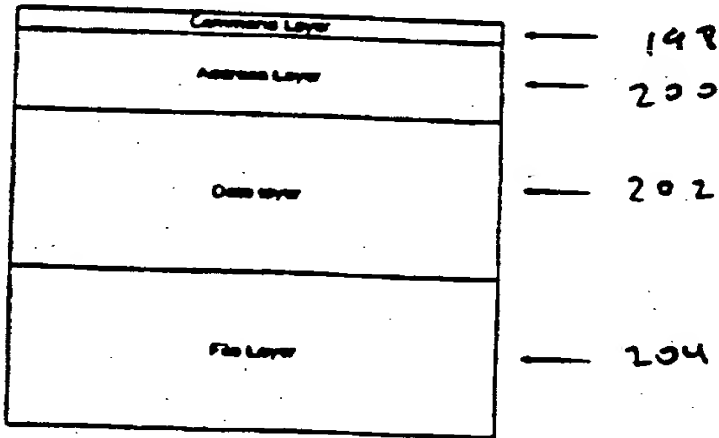 Command Layer
198
Address Layer
200
Data layer
202
File Layer
204